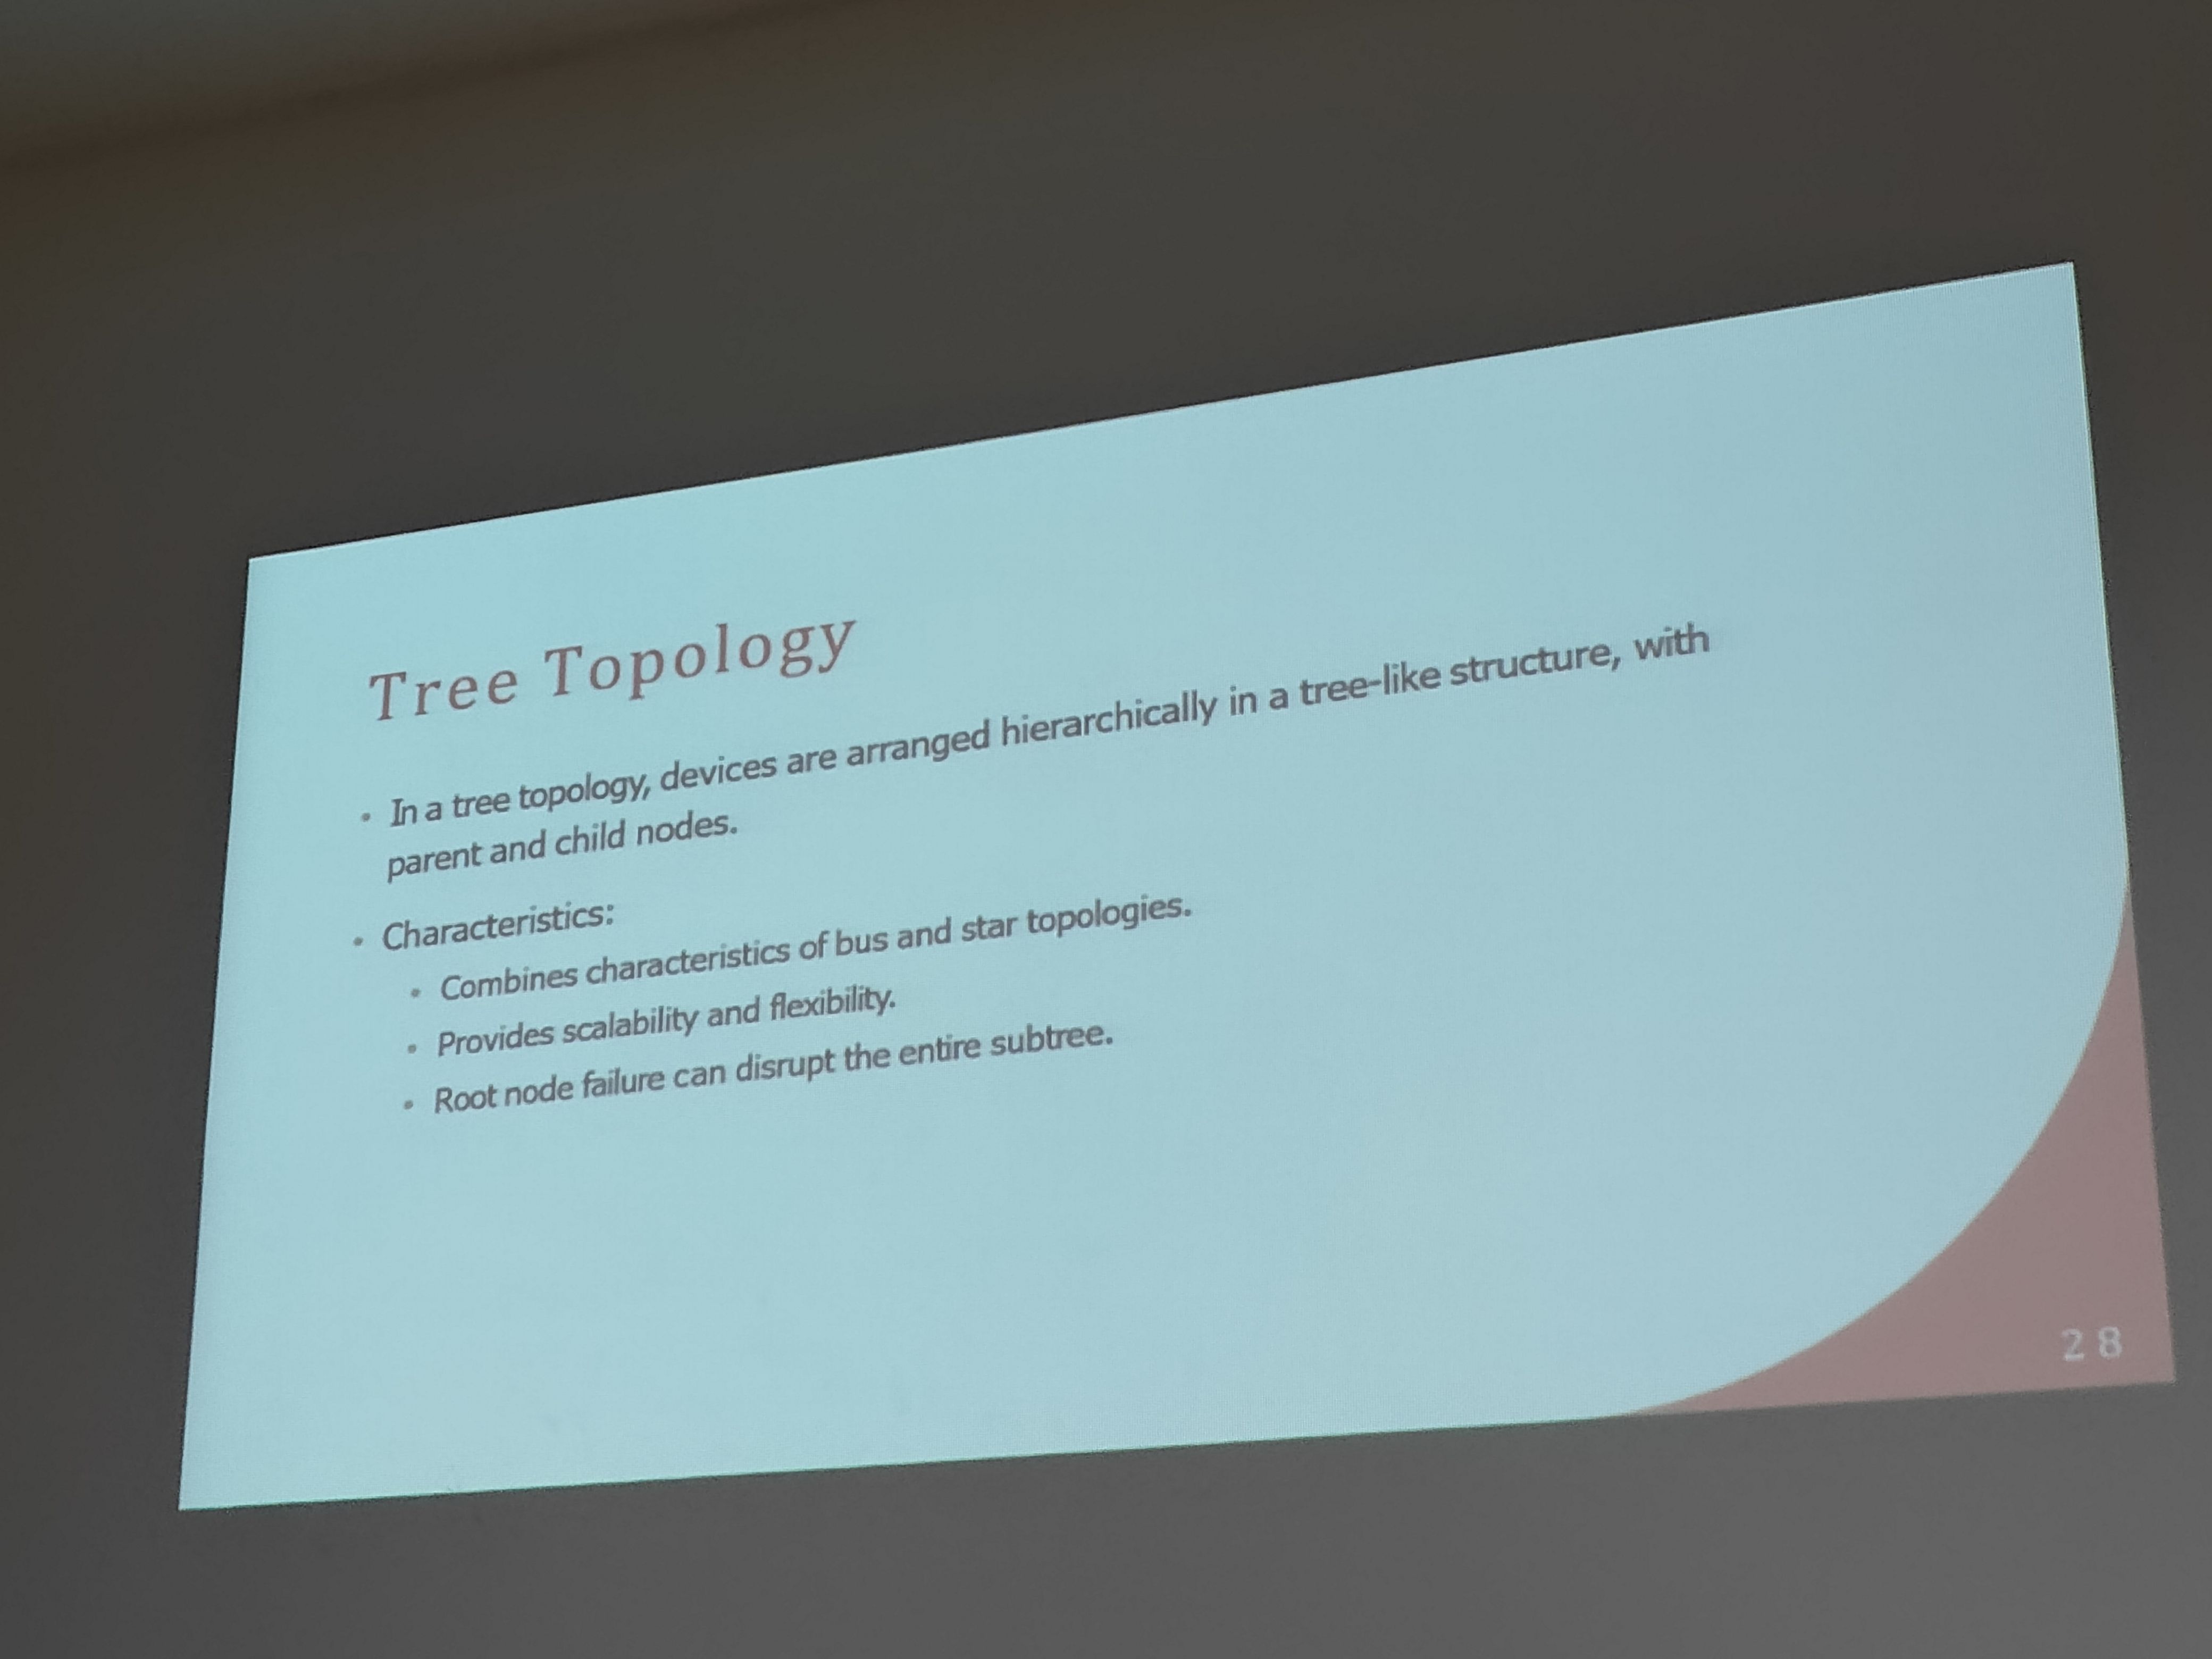 Tree Topology
• In a tree topology, devices are arranged hierarchically in a tree-like structure, with
parent and child nodes.
• Characteristics:
• Combines characteristics of bus and star topologies.
• Provides scalability and flexibility.
• Root node failure can disrupt the entire subtree.
28